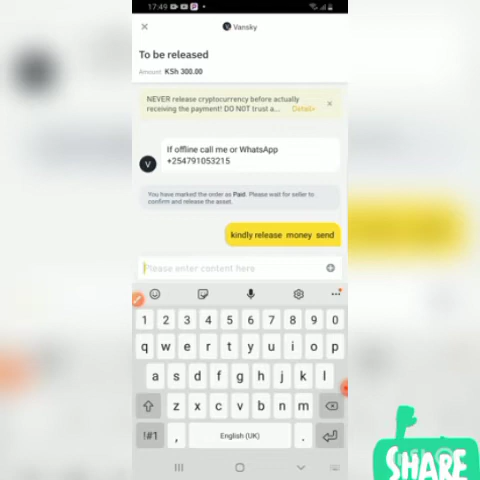 17:49
Vansky
To be released
Amount KSh 300.00
NEVER release cryptocurrency before actually
receiving the payment! DO NOT trust a... Details>
If offline call me or WhatsApp
+254791053215
V
You have marked the order as Paid. Please wait for seller to
confirm and release the asset.
kindly release money send
Please enter content here
1 2 3 4 5 6 7 8 9 0
q w e r t y u i o p
a s d f g h j k l
z x c v b n m
!#1 , English (UK) .
SHARE